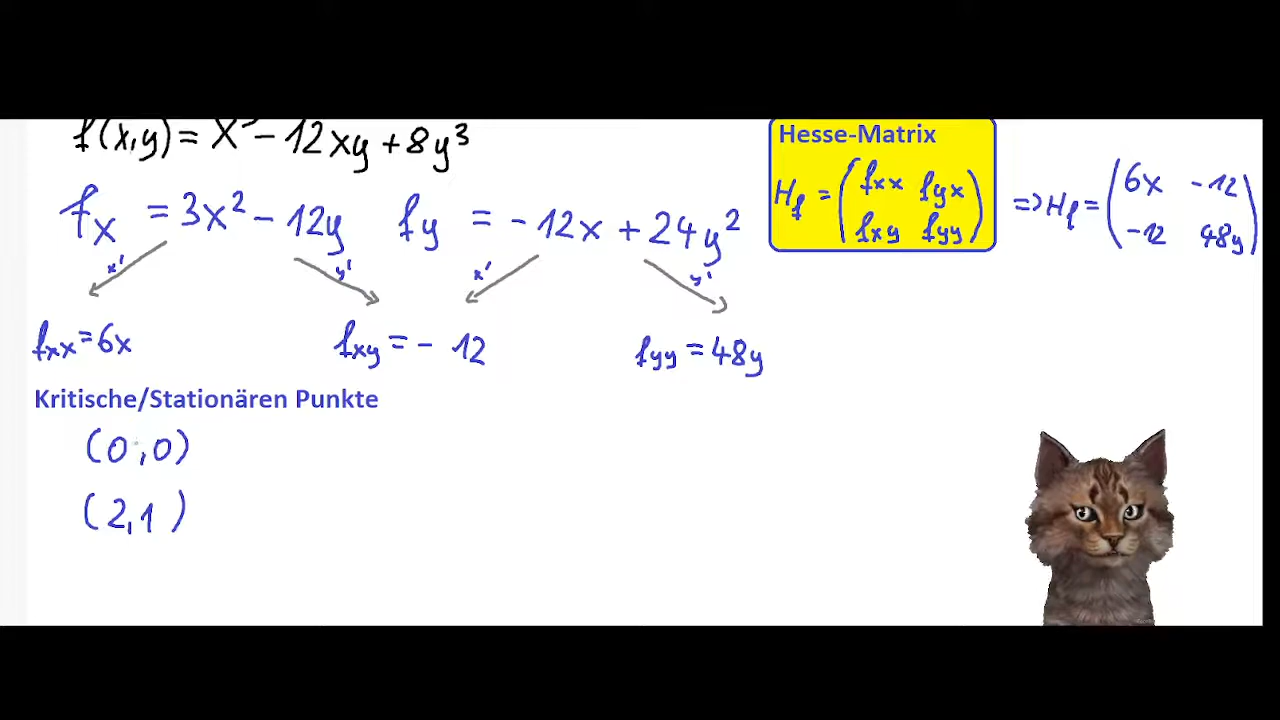 f(x,y) = x³ - 12xy + 8y³
fx = 3x² - 12y
fy = -12x + 24y²
x'
y'
x'
y'
fxx = 6x
fxy = - 12
fyy = 48y
Hesse-Matrix
Hf = (fxx fyx
fxy fyy)
=> Hf = (6x -12
-12 48y)
Kritische/Stationären Punkte
(0,0)
(2,1)